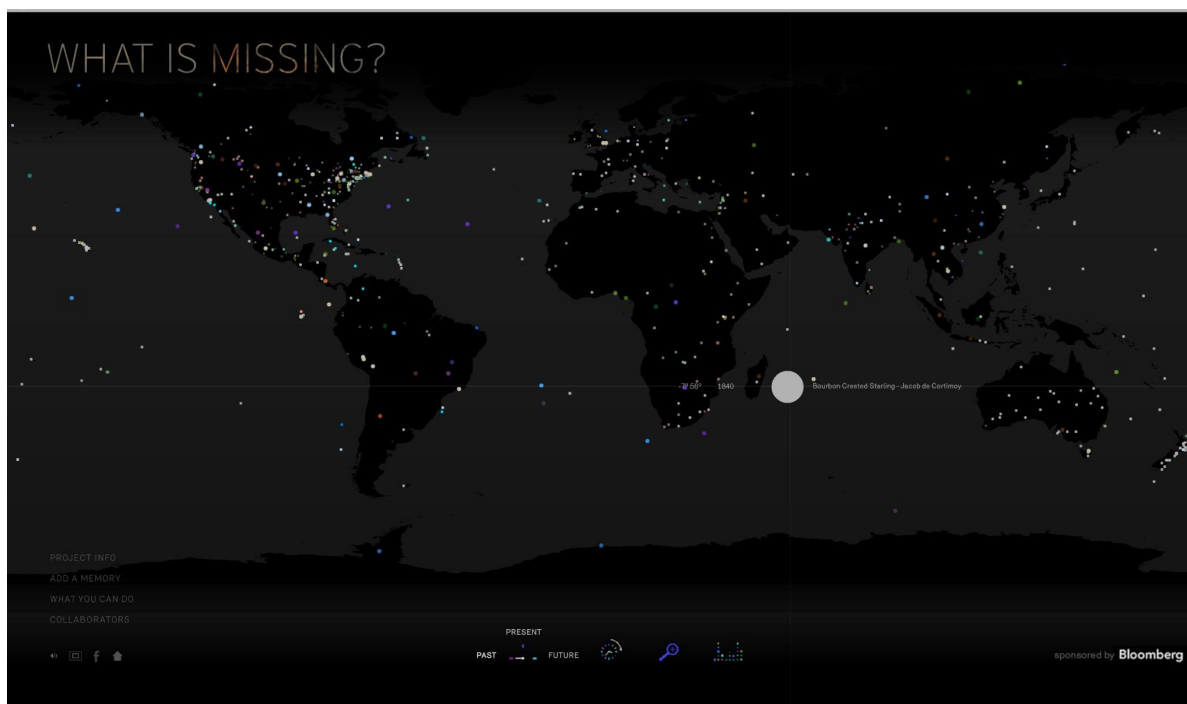 WHAT IS MISSING?
1840 Bourbon Crested Starling - Jacob de Cortimoy
PROJECT INFO
ADD A MEMORY
WHAT YOU CAN DO
COLLABORATORS
PRESENT
PAST FUTURE
sponsored by Bloomberg